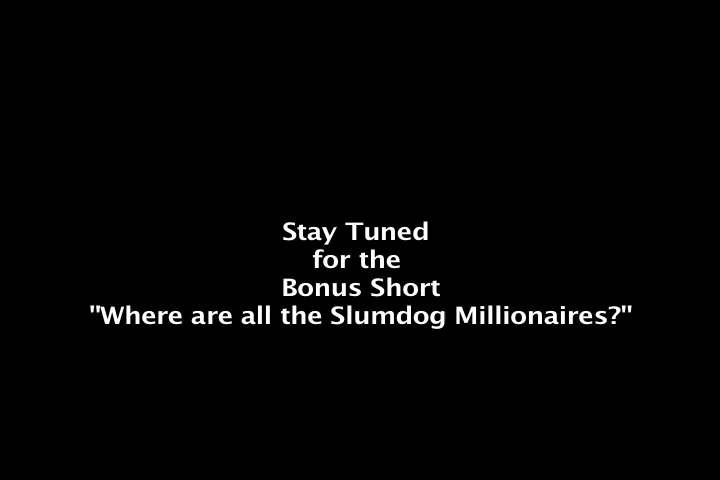 Stay Tuned
for the
Bonus Short
"Where are all the Slumdog Millionaires?"